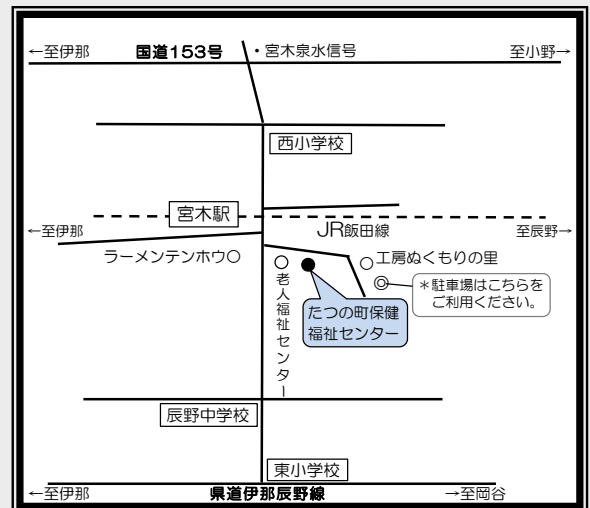 ←至伊那
国道153号
・宮木泉水信号
至小野→
西小学校
宮木駅
←至伊那
JR飯田線
至辰野→
ラーメンテンホウ○
○工房ぬくもりの里
○老人福祉センター
●
◎
＊駐車場はこちらを
ご利用ください。
たつの町保健
福祉センター
辰野中学校
東小学校
←至伊那
県道伊那辰野線
→至岡谷